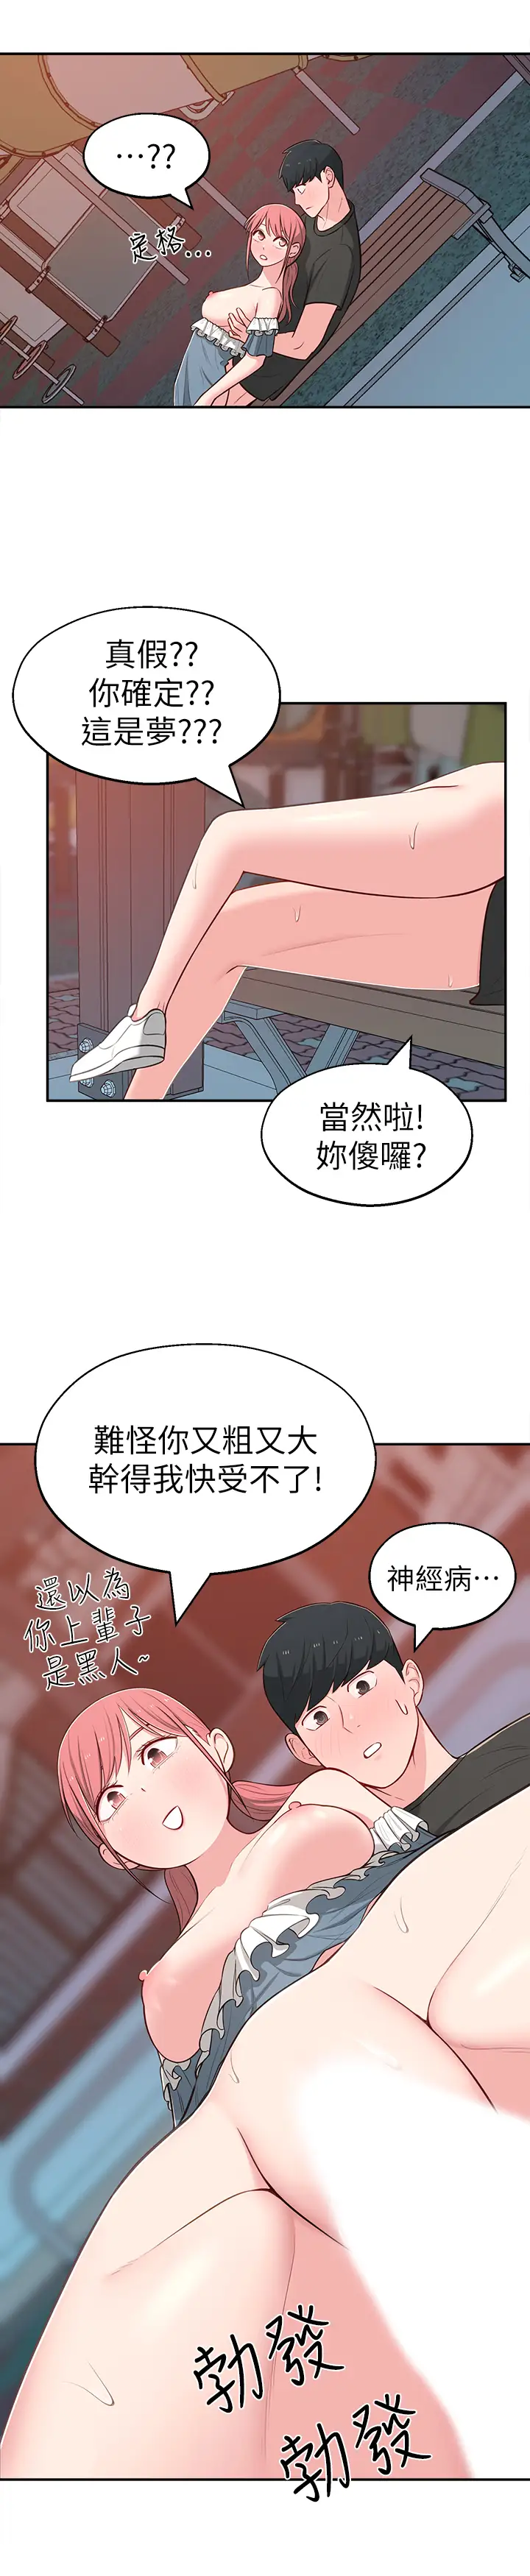 …??
定格…
真假??
你確定??
這是夢???
當然啦!
妳傻囉?
難怪你又粗又大
幹得我快受不了!
還以為
你上輩子
是黑人~
神經病…
勃發
勃發